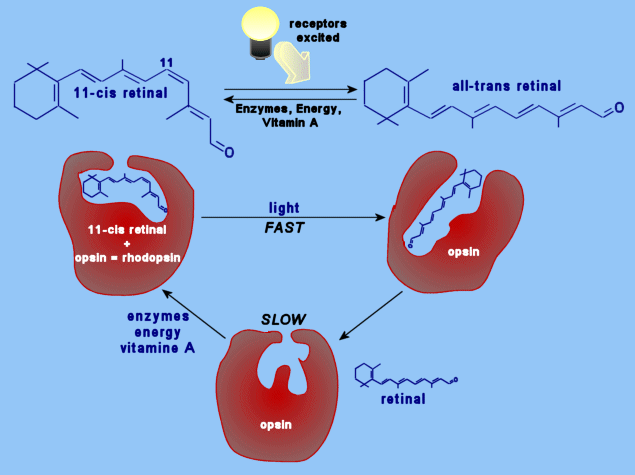 receptors
excited
11
11-cis retinal
all-trans retinal
O
Enzymes, Energy,
Vitamin A
O
light
FAST
11-cis retinal
+
opsin = rhodopsin
opsin
enzymes
energy
vitamine A
SLOW
opsin
O
retinal